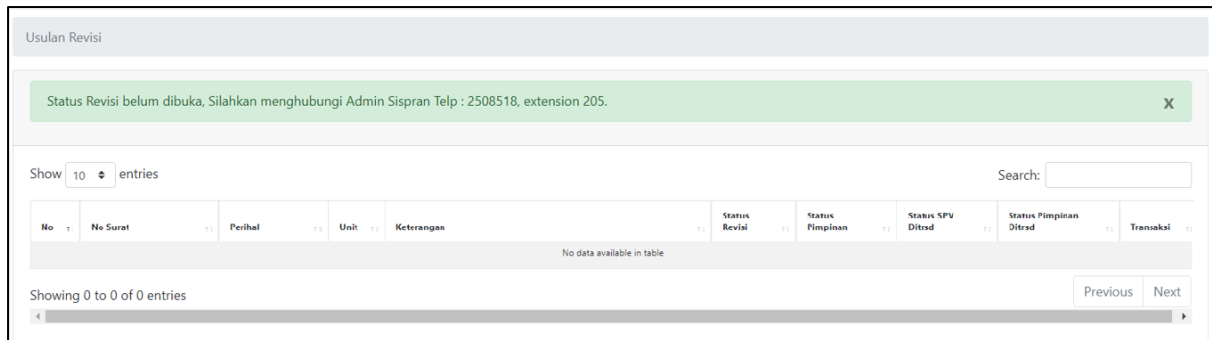 Usulan Revisi
Status Revisi belum dibuka, Silahkan menghubungi Admin Sispran Telp : 2508518, extension 205.
X
Show 10 entries
Search:
No No Surat Perihal Unit Keterangan Status Revisi Status Pimpinan Status SPV Ditrsd Status Pimpinan Ditrsd Transaksi
No data available in table
Showing 0 to 0 of 0 entries
Previous Next